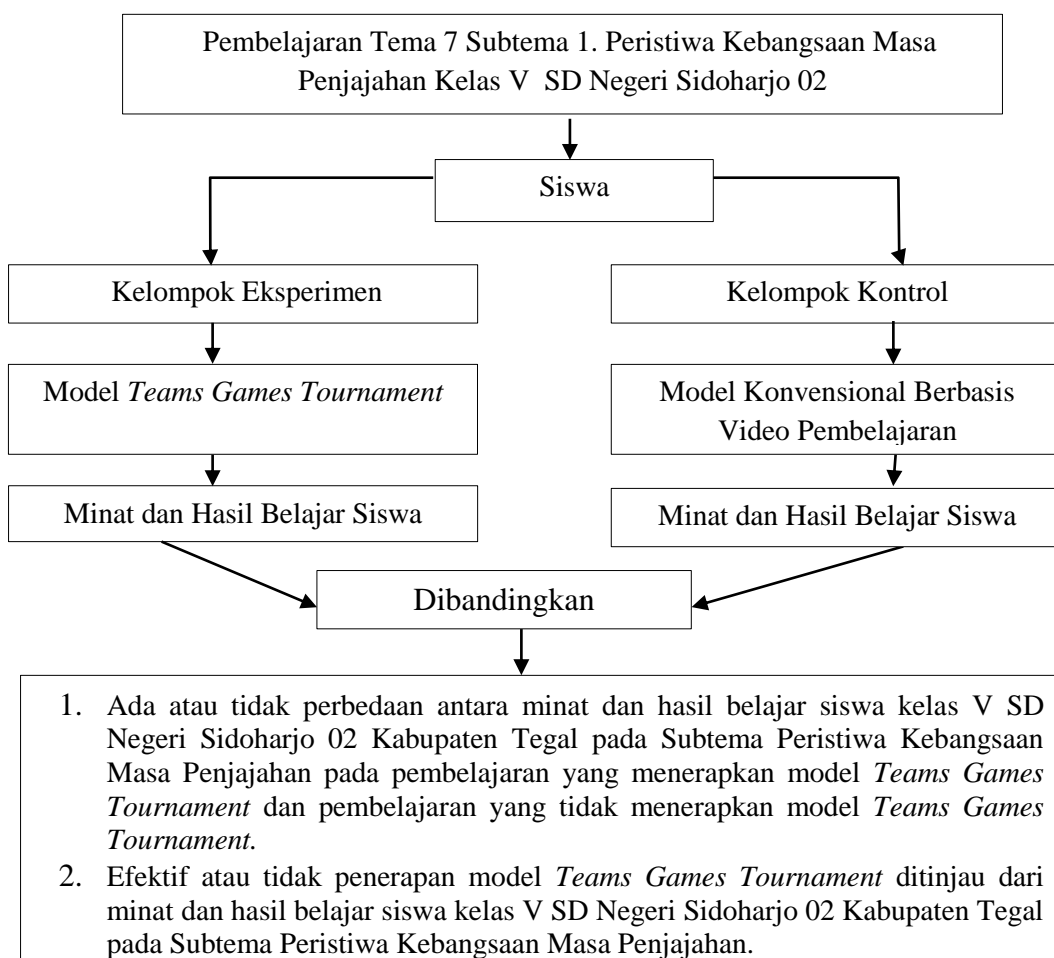 Pembelajaran Tema 7 Subtema 1. Peristiwa Kebangsaan Masa
Penjajahan Kelas V SD Negeri Sidoharjo 02
Siswa
Kelompok Eksperimen
Kelompok Kontrol
Model Teams Games Tournament
Model Konvensional Berbasis
Video Pembelajaran
Minat dan Hasil Belajar Siswa
Minat dan Hasil Belajar Siswa
Dibandingkan
1. Ada atau tidak perbedaan antara minat dan hasil belajar siswa kelas V SD
Negeri Sidoharjo 02 Kabupaten Tegal pada Subtema Peristiwa Kebangsaan
Masa Penjajahan pada pembelajaran yang menerapkan model Teams Games
Tournament dan pembelajaran yang tidak menerapkan model Teams Games
Tournament.
2. Efektif atau tidak penerapan model Teams Games Tournament ditinjau dari
minat dan hasil belajar siswa kelas V SD Negeri Sidoharjo 02 Kabupaten Tegal
pada Subtema Peristiwa Kebangsaan Masa Penjajahan.